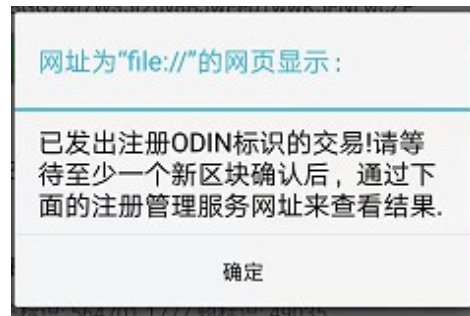 网址为“file://”的网页显示：
已发出注册ODIN标识的交易!请等
待至少一个新区块确认后，通过下
面的注册管理服务网址来查看结果.
确定